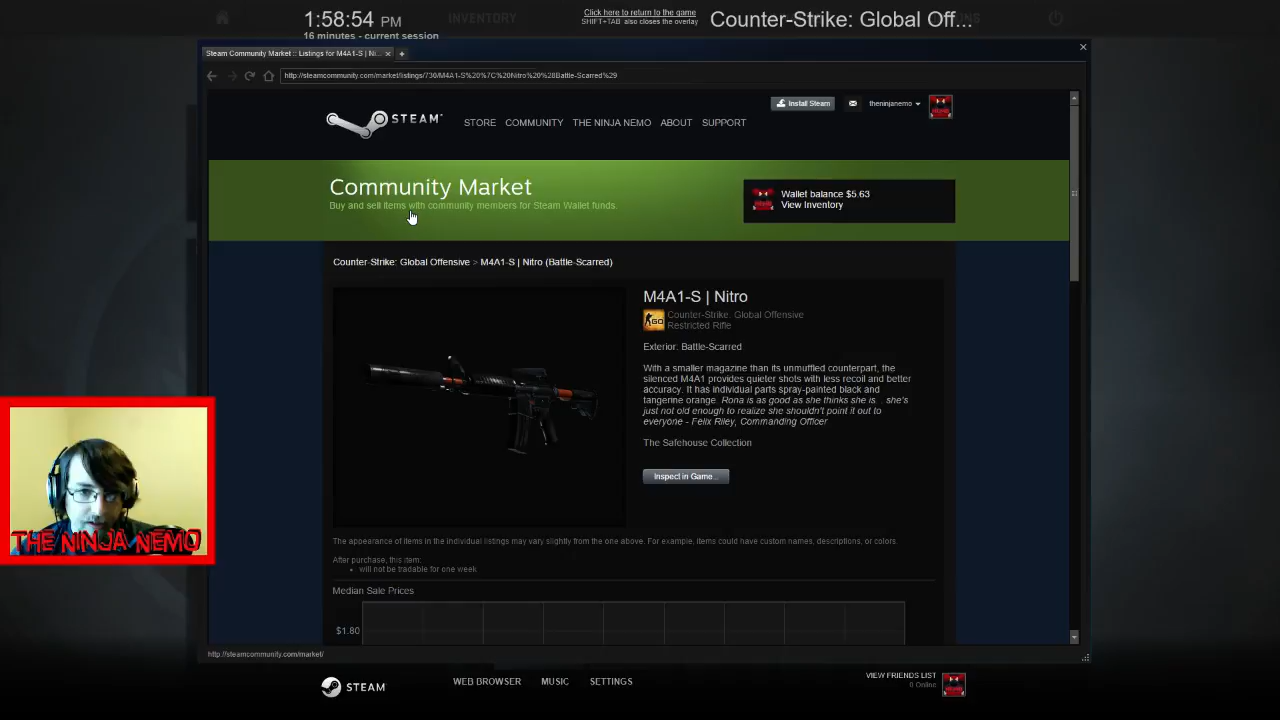 1:58:54 PM
16 minutes - current session
INVENTORY
Click here to return to the game
SHIFT+TAB also closes the overlay
Counter-Strike: Global Off...
Steam Community Market :: Listings for M4A1-S | Ni...
http://steamcommunity.com/market/listings/730/M4A1-S%20%7C%20Nitro%20%28Battle-Scarred%29
STEAM™
STORE COMMUNITY THE NINJA NEMO ABOUT SUPPORT
Install Steam
theninjanemo
Community Market
Buy and sell items with community members for Steam Wallet funds.
Wallet balance $5.63
View Inventory
Counter-Strike: Global Offensive > M4A1-S | Nitro (Battle-Scarred)
M4A1-S | Nitro
GO
Counter-Strike: Global Offensive
Restricted Rifle
Exterior: Battle-Scarred
With a smaller magazine than its unmuffled counterpart, the
silenced M4A1 provides quieter shots with less recoil and better
accuracy. It has individual parts spray-painted black and
tangerine orange. Rona is as good as she thinks she is... she's
just not old enough to realize she shouldn't point it out to
everyone - Felix Riley, Commanding Officer
The Safehouse Collection
Inspect in Game...
The appearance of items in the individual listings may vary slightly from the one above. For example, items could have custom names, descriptions, or colors.
After purchase, this item:
• will not be tradable for one week
Median Sale Prices
$1.80
THE NINJA NEMO
http://steamcommunity.com/market/
STEAM
WEB BROWSER MUSIC SETTINGS
VIEW FRIENDS LIST
0 Online